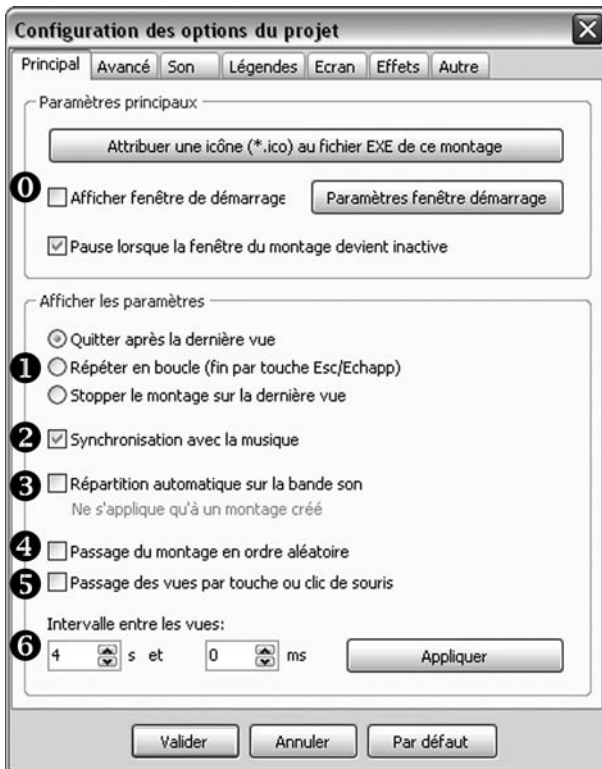 Configuration des options du projet
Principal Avancé Son Légendes Ecran Effets Autre
Paramètres principaux
Attribuer une icône (*.ico) au fichier EXE de ce montage
0 Afficher fenêtre de démarrage Paramètres fenêtre démarrage
Pause lorsque la fenêtre du montage devient inactive
Afficher les paramètres
Quitter après la dernière vue
1 Répéter en boucle (fin par touche Esc/Echapp)
Stopper le montage sur la dernière vue
2 Synchronisation avec la musique
3 Répartition automatique sur la bande son
Ne s'applique qu'à un montage créé
4 Passage du montage en ordre aléatoire
5 Passage des vues par touche ou clic de souris
Intervalle entre les vues:
6 4 s et 0 ms Appliquer
Valider Annuler Par défaut